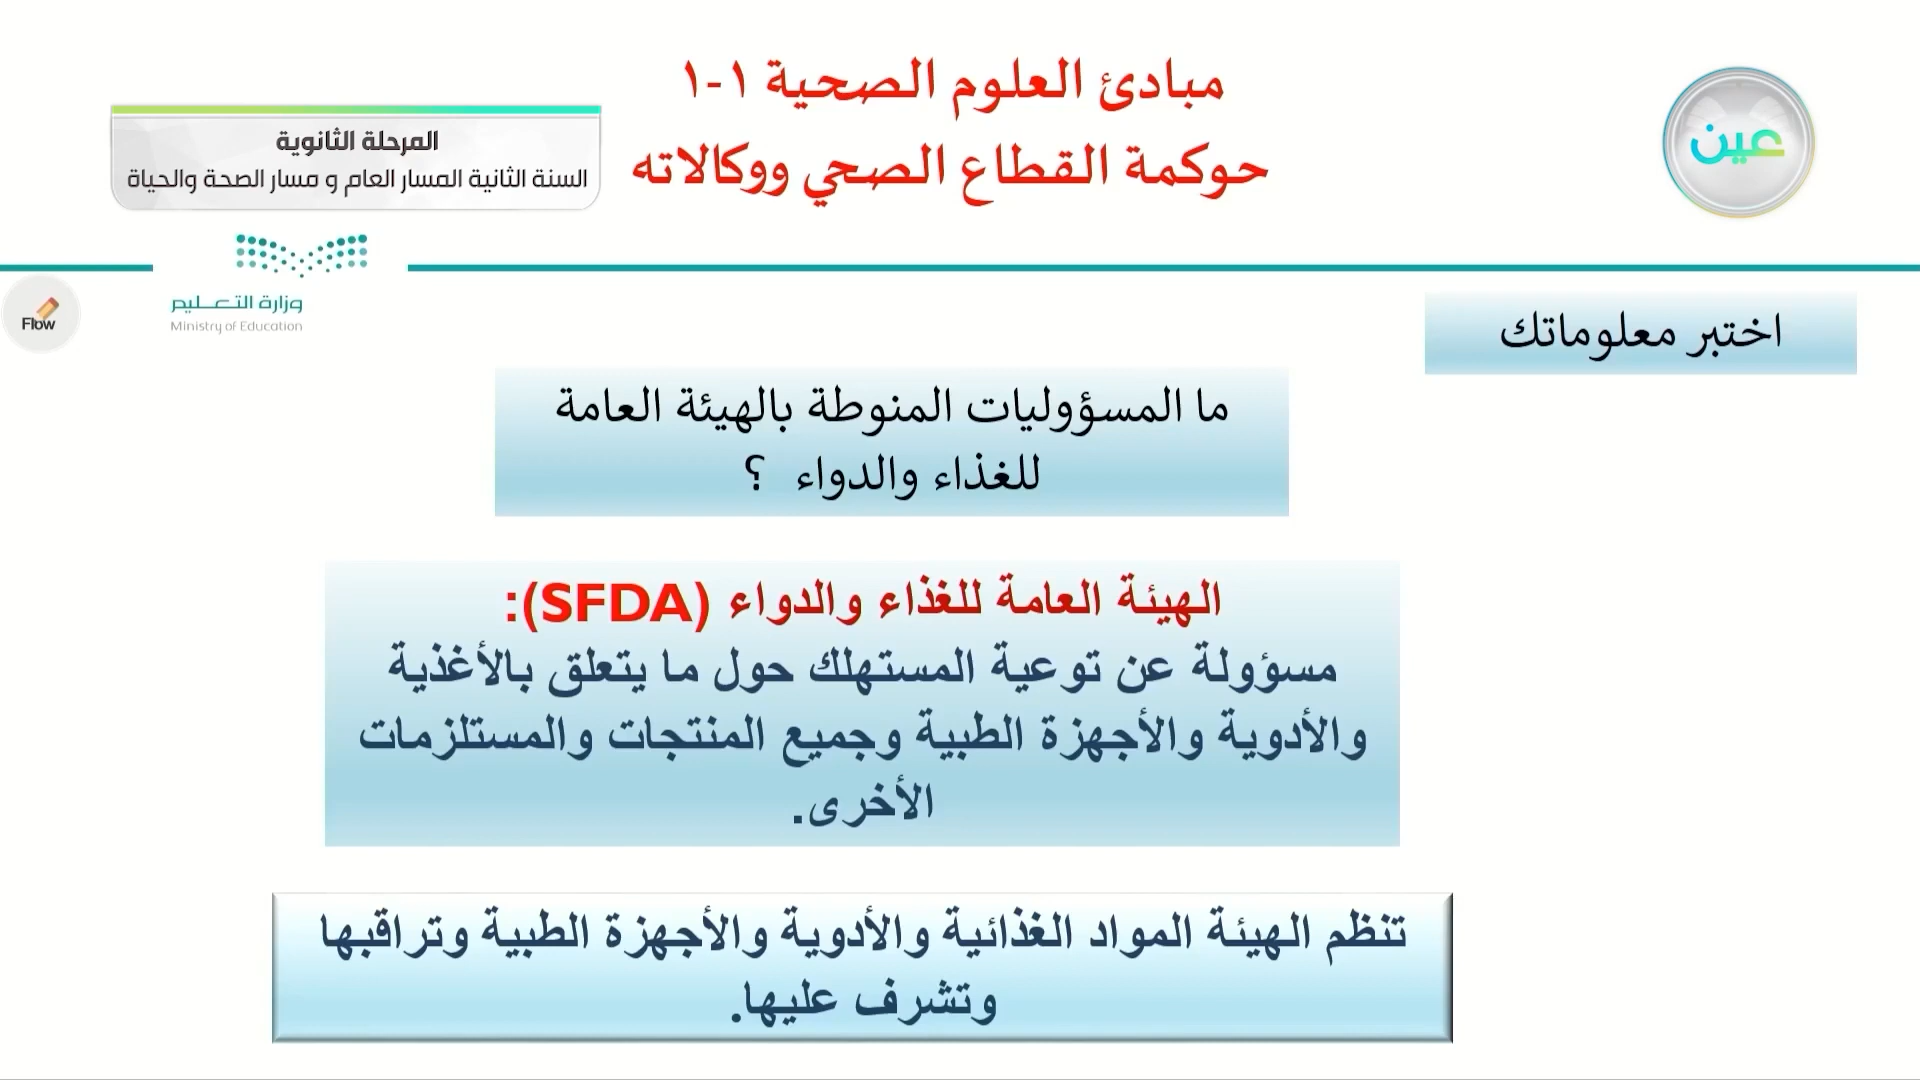 مبادئ العلوم الصحية ١-١
حوكمة القطاع الصحي ووكالاته
عين
المرحلة الثانوية
السنة الثانية المسار العام و مسار الصحة والحياة
وزارة التعليم
Ministry of Education
Flow
اختبر معلوماتك
ما المسؤوليات المنوطة بالهيئة العامة
للغذاء والدواء ؟
الهيئة العامة للغذاء والدواء (SFDA):
مسؤولة عن توعية المستهلك حول ما يتعلق بالأغذية
والأدوية والأجهزة الطبية وجميع المنتجات والمستلزمات
الأخرى.
تنظم الهيئة المواد الغذائية والأدوية والأجهزة الطبية وتراقبها
وتشرف عليها.